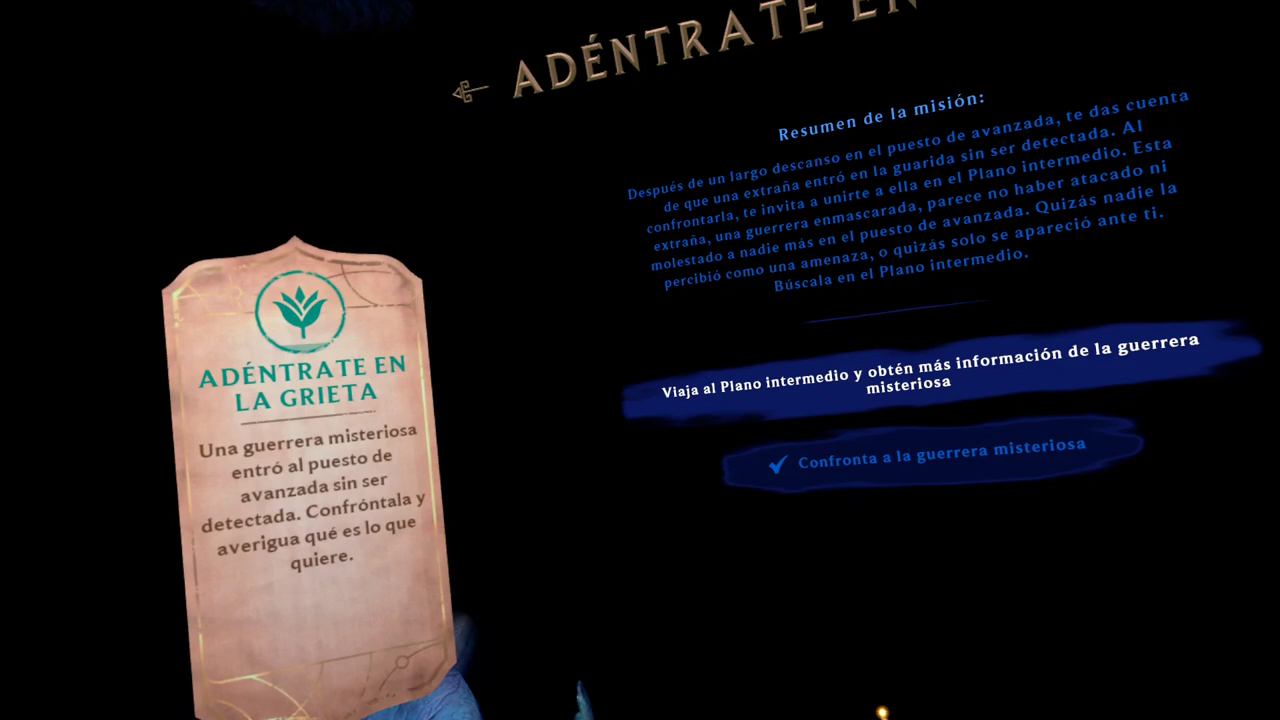 ADÉNTRATE EN
Resumen de la misión:
Después de un largo descanso en el puesto de avanzada, te das cuenta
de que una extraña entró en la guarida sin ser detectada. Al
confrontarla, te invita a unirte a ella en el Plano intermedio. Esta
extraña, una guerrera enmascarada, parece no haber atacado ni
molestado a nadie más en el puesto de avanzada. Quizás nadie la
percibió como una amenaza, o quizás solo se apareció ante ti.
Búscala en el Plano intermedio.
Viaja al Plano intermedio y obtén más información de la guerrera
misteriosa
Confronta a la guerrera misteriosa
ADÉNTRATE EN
LA GRIETA
Una guerrera misteriosa
entró al puesto de
avanzada sin ser
detectada. Confróntala y
averigua qué es lo que
quiere.